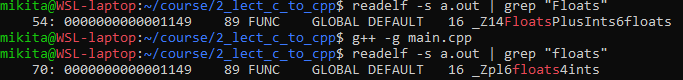 mikita@WSL-laptop:~/course/2_lect_c_to_cpp$ readelf -s a.out | grep "Floats"
    54: 0000000000001149    89 FUNC    GLOBAL DEFAULT   16 _Z14FloatsPlusInts6floats
mikita@WSL-laptop:~/course/2_lect_c_to_cpp$ g++ -g main.cpp
mikita@WSL-laptop:~/course/2_lect_c_to_cpp$ readelf -s a.out | grep "floats"
    70: 0000000000001149    89 FUNC    GLOBAL DEFAULT   16 _Zpl6floats4ints